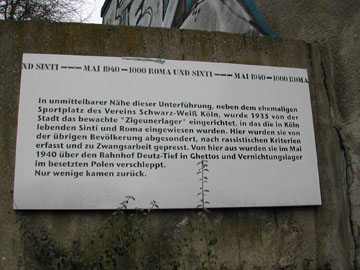 ND SINTI — MAI 1940 — 1000 ROMA UND SINTI — MAI 1940 - 1000 ROMA
In unmittelbarer Nähe dieser Unterführung, neben dem ehemaligen
Sportplatz des Vereins Schwarz-Weiß Köln, wurde 1935 von der
Stadt das bewachte "Zigeunerlager" eingerichtet, in das die in Köln
lebenden Sinti und Roma eingewiesen wurden. Hier wurden sie von
der übrigen Bevölkerung abgesondert, nach rassistischen Kriterien
erfasst und zu Zwangsarbeit gepresst. Von hier aus wurden sie im Mai
1940 über den Bahnhof Deutz-Tief in Ghettos und Vernichtungslager
im besetzten Polen verschleppt.
Nur wenige kamen zurück.